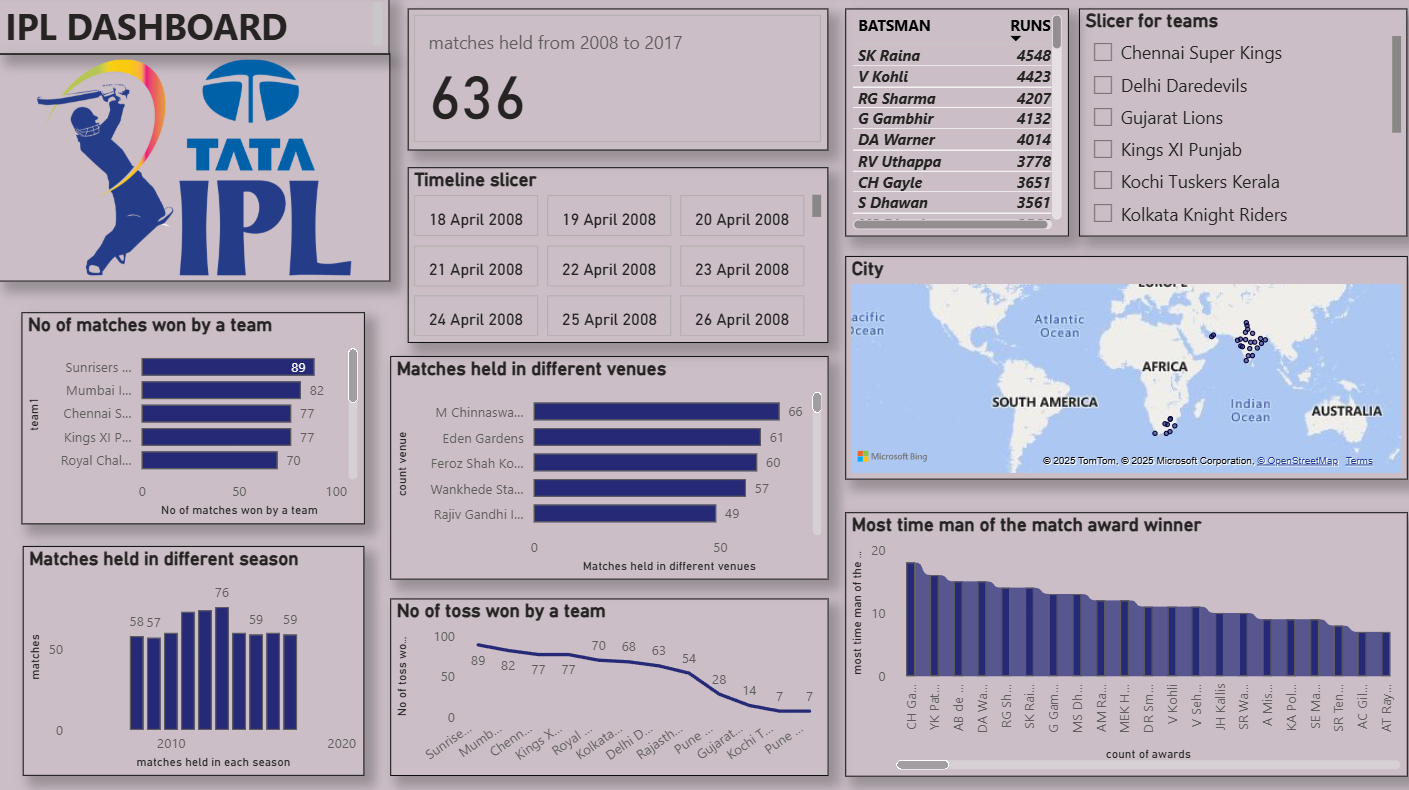 IPL DASHBOARD
TATA
IPL
matches held from 2008 to 2017
636
BATSMAN RUNS
SK Raina 4548
V Kohli 4423
RG Sharma 4207
G Gambhir 4132
DA Warner 4014
RV Uthappa 3778
CH Gayle 3651
S Dhawan 3561
Slicer for teams
Chennai Super Kings
Delhi Daredevils
Gujarat Lions
Kings XI Punjab
Kochi Tuskers Kerala
Kolkata Knight Riders
Timeline slicer
18 April 2008 19 April 2008 20 April 2008
21 April 2008 22 April 2008 23 April 2008
24 April 2008 25 April 2008 26 April 2008
City
EUROPE
acific
Ocean
Atlantic
Ocean
AFRICA
SOUTH AMERICA
Indian
Ocean
AUSTRALIA
Microsoft Bing
© 2025 TomTom, © 2025 Microsoft Corporation, © OpenStreetMap Terms
No of matches won by a team
team1
Sunrisers ... 89
Mumbai I... 82
Chennai S... 77
Kings XI P... 77
Royal Chal... 70
0 50 100
No of matches won by a team
Matches held in different venues
count venue
M Chinnaswa... 66
Eden Gardens 61
Feroz Shah Ko... 60
Wankhede Sta... 57
Rajiv Gandhi I... 49
0 50
Matches held in different venues
Matches held in different season
matches
50
0
58 57 76 59 59
2010 2020
matches held in each season
No of toss won by a team
No of toss wo...
100
50
0
89 82 77 77 70 68 63 54 28 14 7 7
Sunrise... Mumb... Chenn... Kings X... Royal ... Kolkata... Delhi D... Rajasth... Pune ... Gujarat... Kochi T... Pune ...
Most time man of the match award winner
most time man of the ...
20
10
0
CH Ga... YK Pat... AB de ... DA Wa... RG Sh... SK Rai... G Gam... MS Dh... AM Ra... MEK H... DR Sm... V Kohli V Seh... JH Kallis SR Wa... A Mis... KA Pol... SE Ma... SR Ten... AC Gil... AT Ray...
count of awards